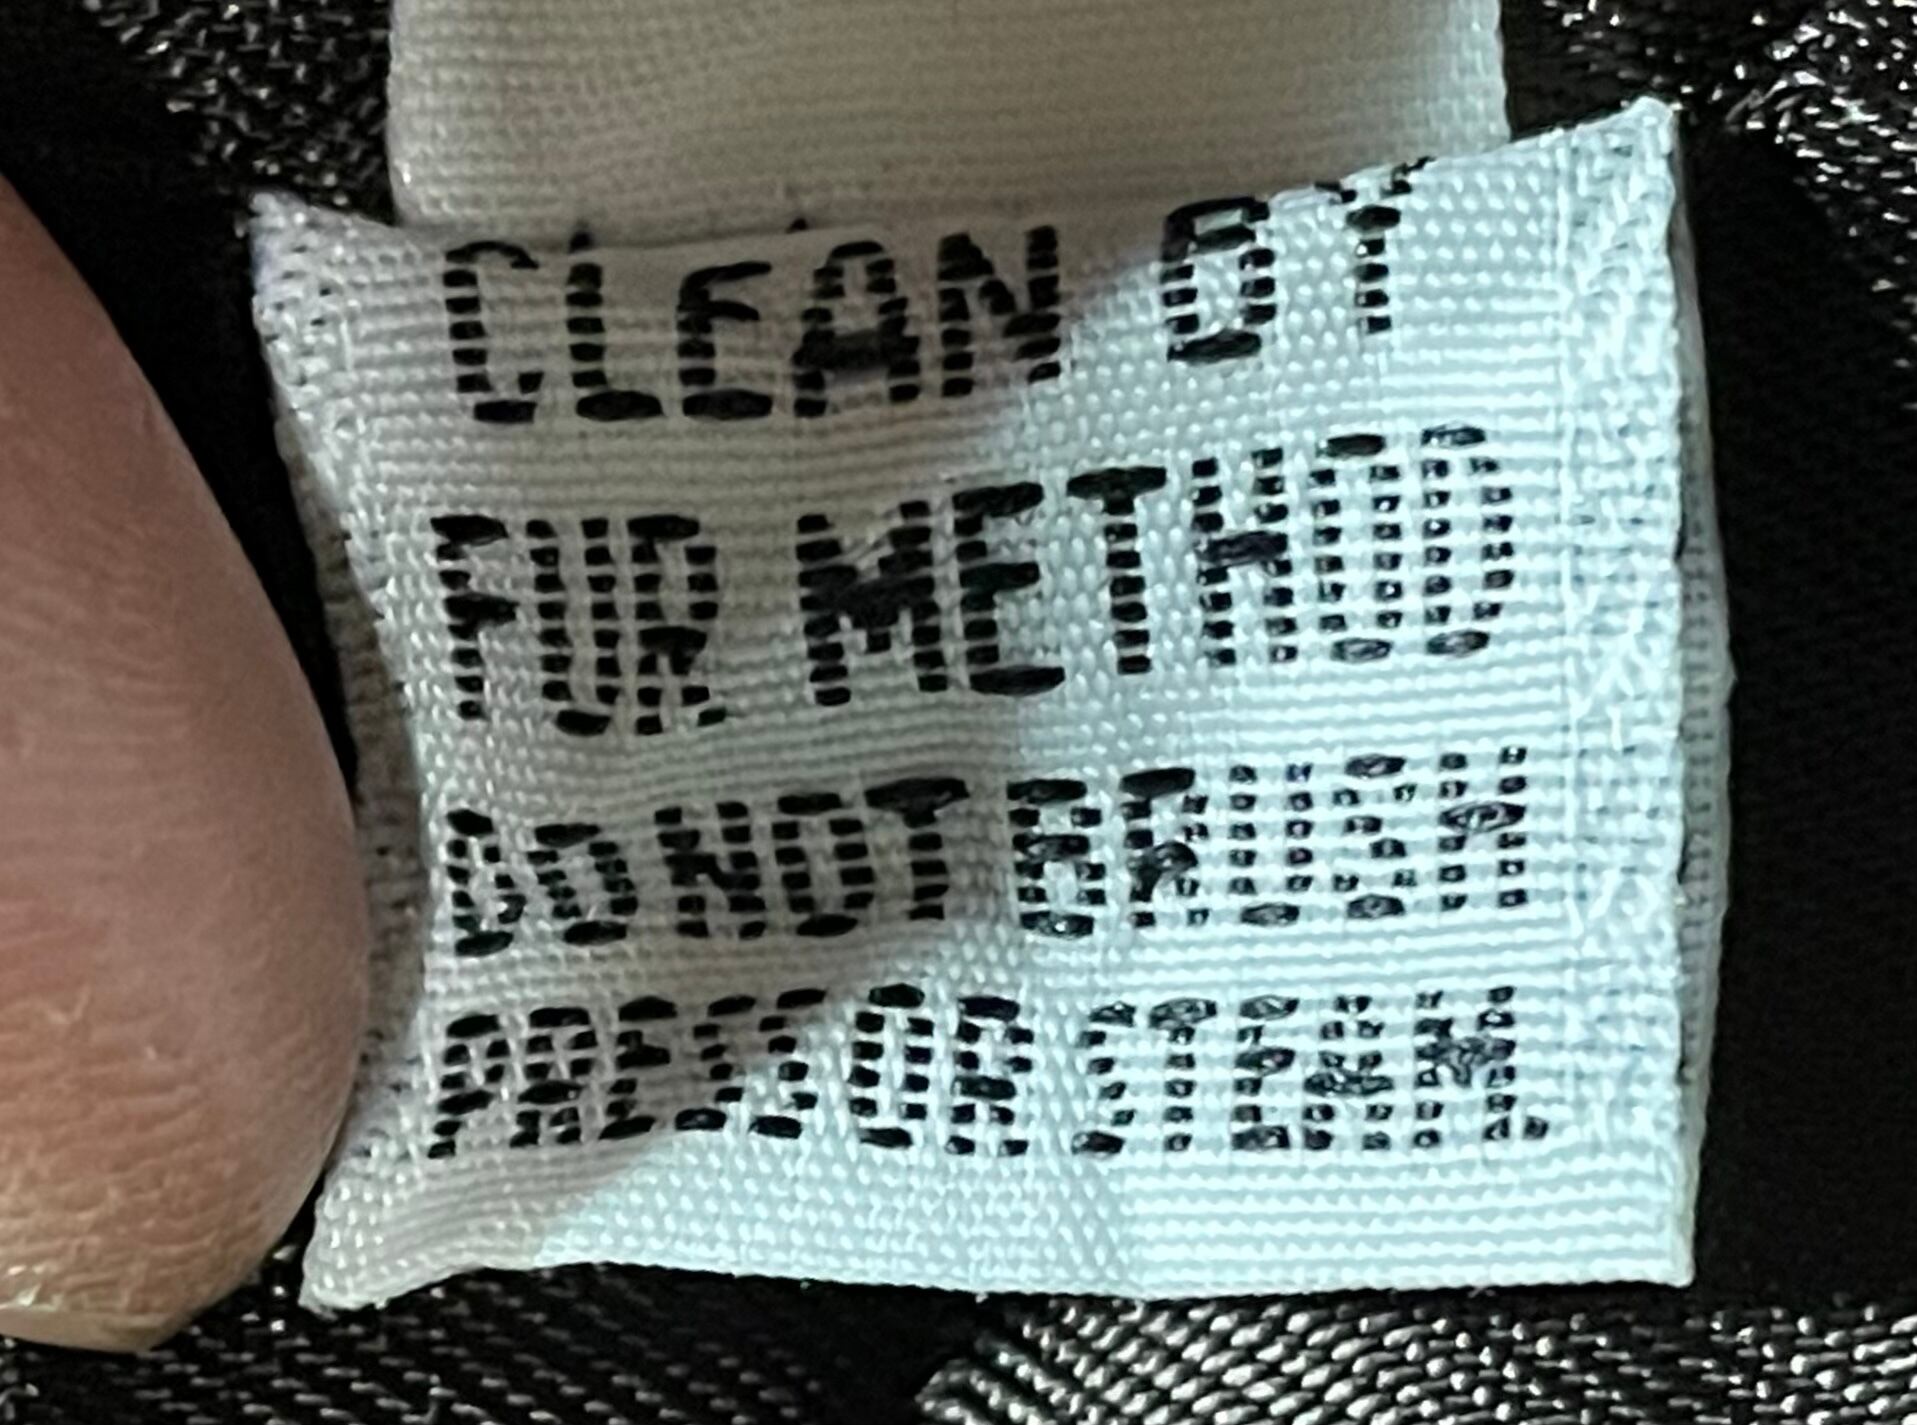 CLEAN BY
FUR METHOD
DO NOT BRUSH
PRESS OR STEAM.